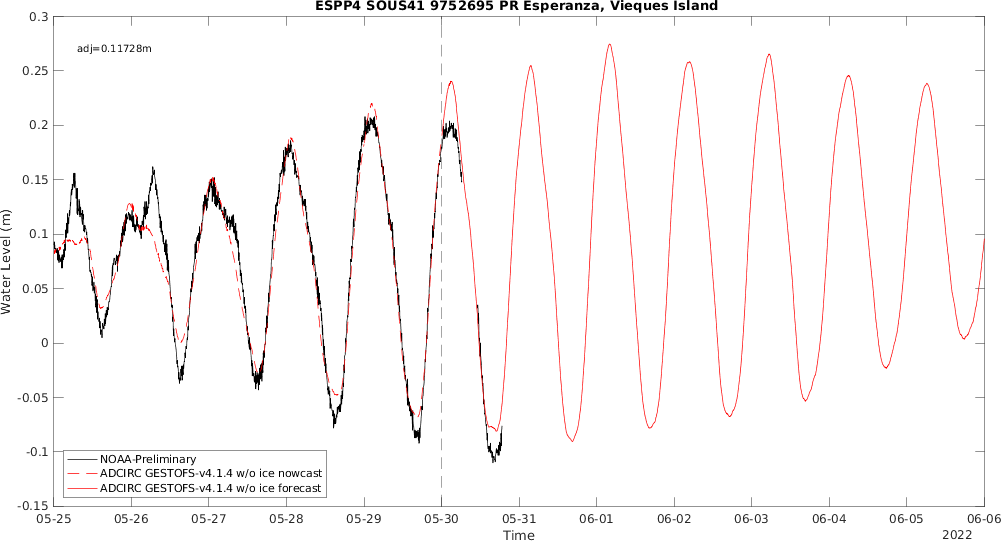 ESPP4 SOUS41 9752695 PR Esperanza, Vieques Island
adj=0.11728m
0.3
0.25
0.2
0.15
0.1
0.05
0
-0.05
-0.1
-0.15
Water Level (m)
NOAA-Preliminary
ADCIRC GESTOFS-v4.1.4 w/o ice nowcast
ADCIRC GESTOFS-v4.1.4 w/o ice forecast
05-25 05-26 05-27 05-28 05-29 05-30 05-31 06-01 06-02 06-03 06-04 06-05 06-06
Time
2022